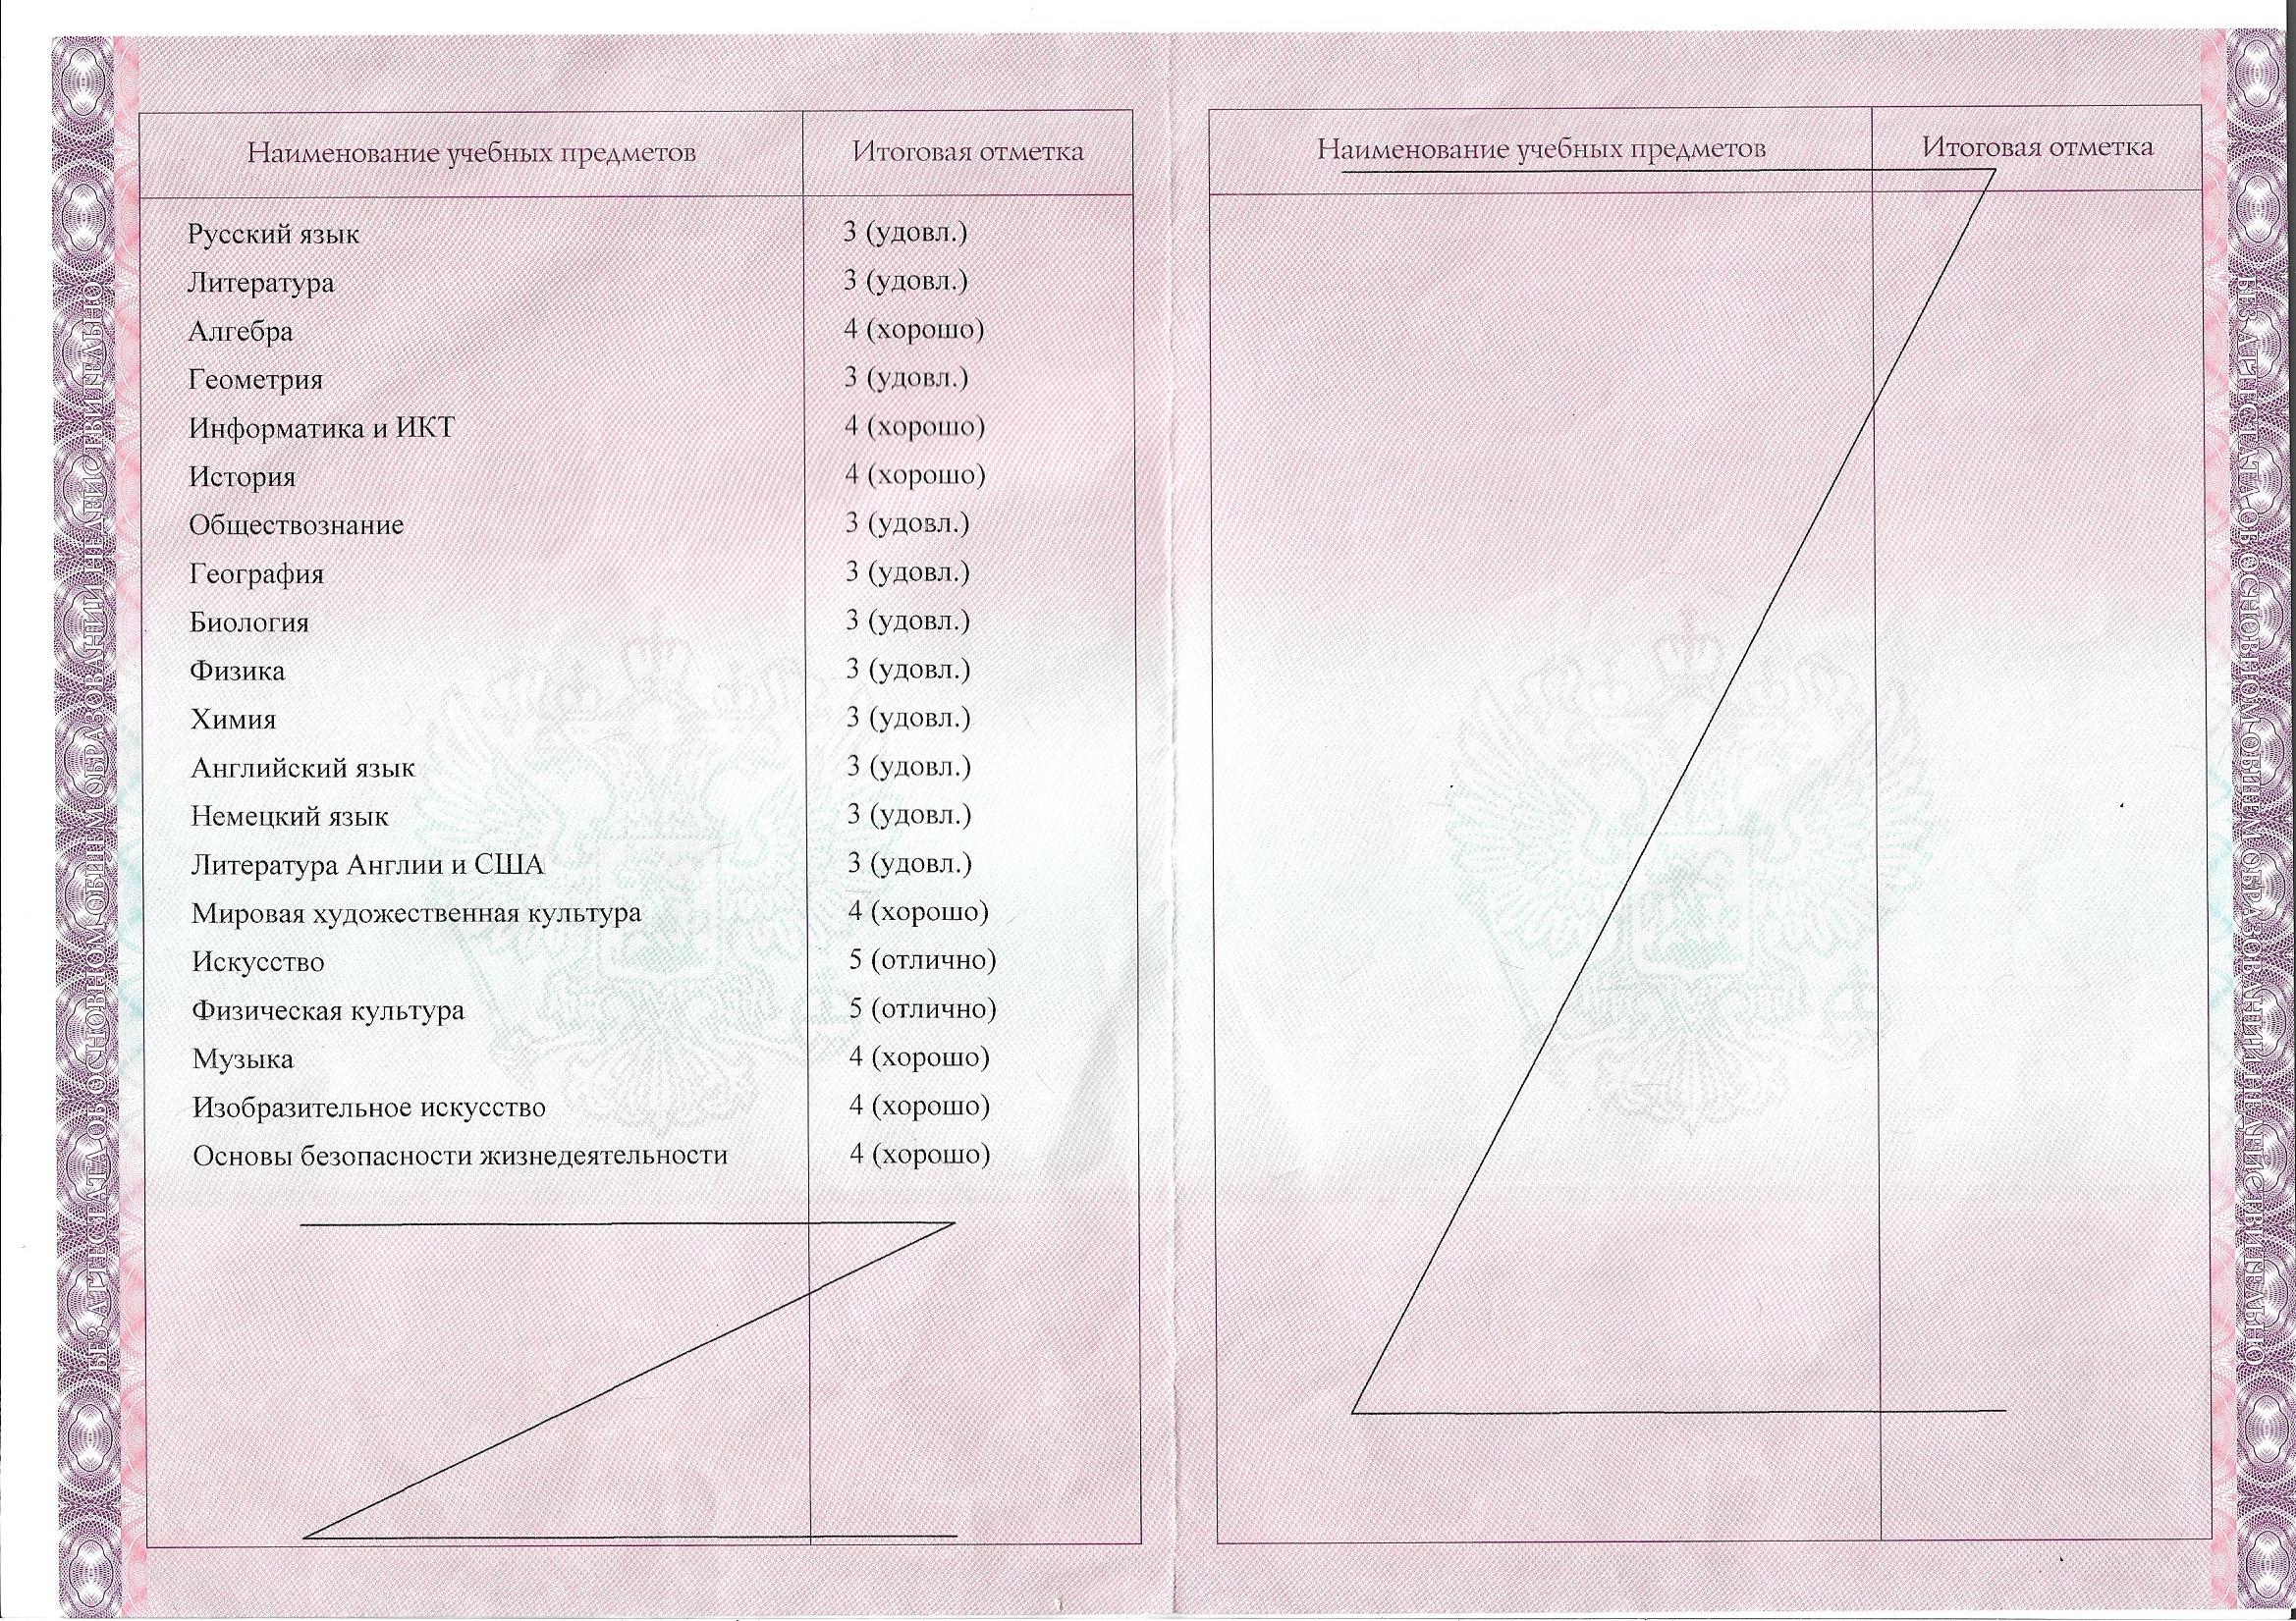 БЕЗ АТТЕСТАТА ОБ ОСНОВНОМ ОБЩЕМ ОБРАЗОВАНИИ НЕДЕЙСТВИТЕЛЬНО
Наименование учебных предметов Итоговая отметка
Русский язык 3 (удовл.)
Литература 3 (удовл.)
Алгебра 4 (хорошо)
Геометрия 3 (удовл.)
Информатика и ИКТ 4 (хорошо)
История 4 (хорошо)
Обществознание 3 (удовл.)
География 3 (удовл.)
Биология 3 (удовл.)
Физика 3 (удовл.)
Химия 3 (удовл.)
Английский язык 3 (удовл.)
Немецкий язык 3 (удовл.)
Литература Англии и США 3 (удовл.)
Мировая художественная культура 4 (хорошо)
Искусство 5 (отлично)
Физическая культура 5 (отлично)
Музыка 4 (хорошо)
Изобразительное искусство 4 (хорошо)
Основы безопасности жизнедеятельности 4 (хорошо)
Наименование учебных предметов Итоговая отметка
БЕЗ АТТЕСТАТА ОБ ОСНОВНОМ ОБЩЕМ ОБРАЗОВАНИИ НЕДЕЙСТВИТЕЛЬНО